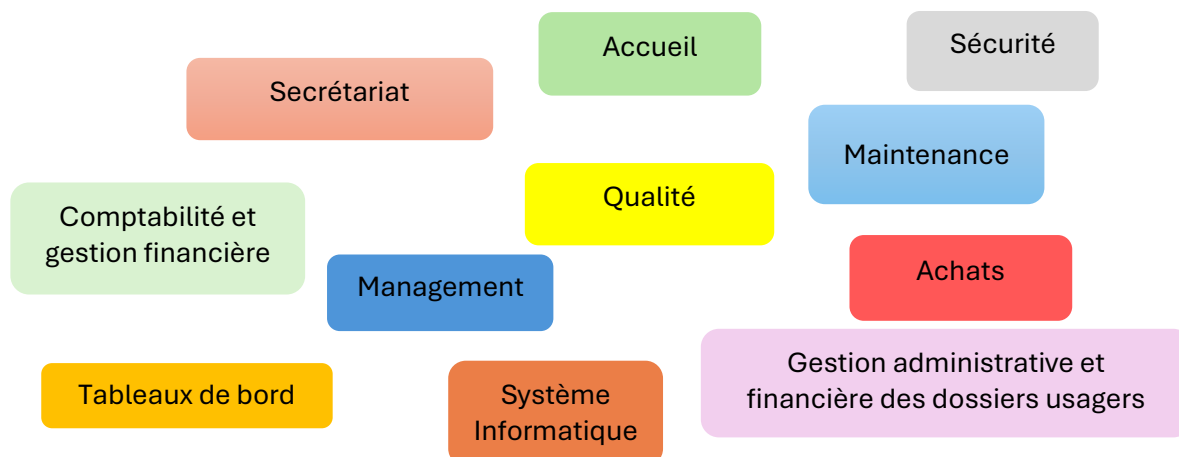 Accueil
Sécurité
Secrétariat
Maintenance
Qualité
Comptabilité et
gestion financière
Management
Achats
Gestion administrative et
financière des dossiers usagers
Tableaux de bord
Système
Informatique